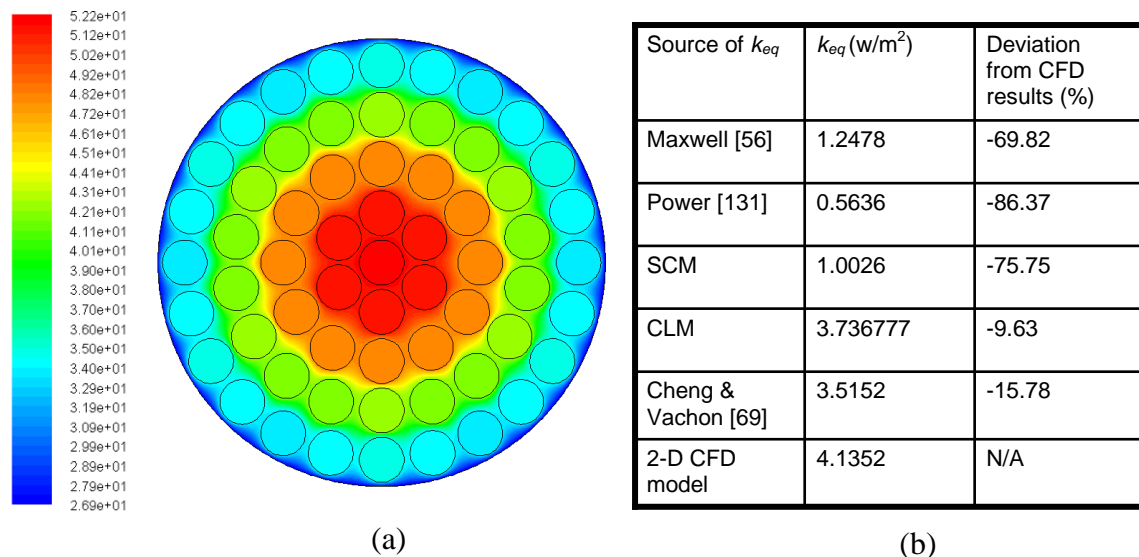 5.22e+01
5.12e+01
5.02e+01
4.92e+01
4.82e+01
4.72e+01
4.61e+01
4.51e+01
4.41e+01
4.31e+01
4.21e+01
4.11e+01
4.01e+01
3.90e+01
3.80e+01
3.70e+01
3.60e+01
3.50e+01
3.40e+01
3.29e+01
3.19e+01
3.09e+01
2.99e+01
2.89e+01
2.79e+01
2.69e+01
(a)
Source of keq | keq (w/m²) | Deviation
from CFD
results (%)
Maxwell [56] | 1.2478 | -69.82
Power [131] | 0.5636 | -86.37
SCM | 1.0026 | -75.75
CLM | 3.736777 | -9.63
Cheng & | 3.5152 | -15.78
Vachon [69]
2-D CFD | 4.1352 | N/A
model
(b)